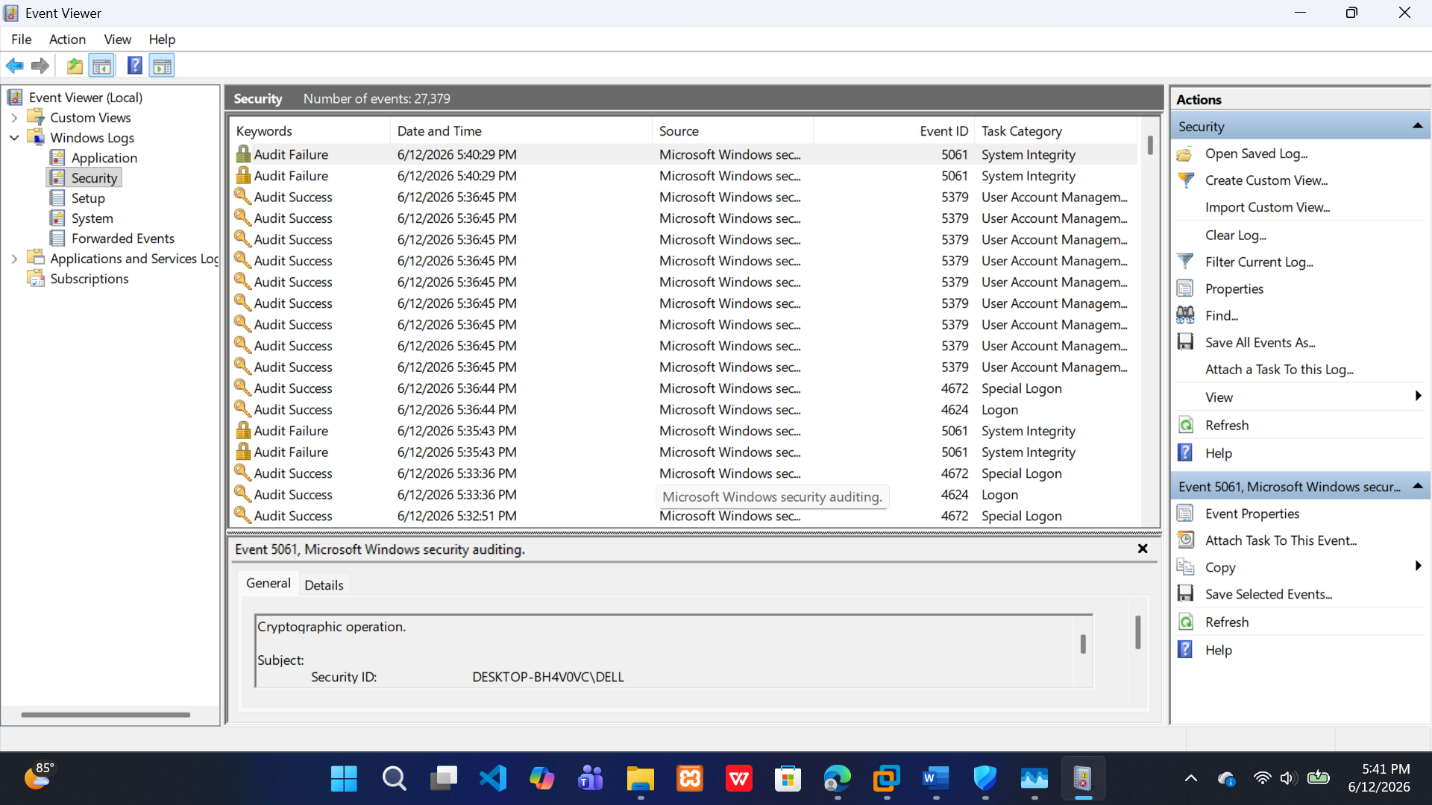 Event Viewer
File Action View Help
Event Viewer (Local)
Custom Views
Windows Logs
Application
Security
Setup
System
Forwarded Events
Applications and Services Log
Subscriptions
Security Number of events: 27,379
Keywords Date and Time Source Event ID Task Category
Audit Failure 6/12/2026 5:40:29 PM Microsoft Windows sec... 5061 System Integrity
Audit Failure 6/12/2026 5:40:29 PM Microsoft Windows sec... 5061 System Integrity
Audit Success 6/12/2026 5:36:45 PM Microsoft Windows sec... 5379 User Account Managem...
Audit Success 6/12/2026 5:36:45 PM Microsoft Windows sec... 5379 User Account Managem...
Audit Success 6/12/2026 5:36:45 PM Microsoft Windows sec... 5379 User Account Managem...
Audit Success 6/12/2026 5:36:45 PM Microsoft Windows sec... 5379 User Account Managem...
Audit Success 6/12/2026 5:36:45 PM Microsoft Windows sec... 5379 User Account Managem...
Audit Success 6/12/2026 5:36:45 PM Microsoft Windows sec... 5379 User Account Managem...
Audit Success 6/12/2026 5:36:45 PM Microsoft Windows sec... 5379 User Account Managem...
Audit Success 6/12/2026 5:36:45 PM Microsoft Windows sec... 5379 User Account Managem...
Audit Success 6/12/2026 5:36:45 PM Microsoft Windows sec... 5379 User Account Managem...
Audit Success 6/12/2026 5:36:44 PM Microsoft Windows sec... 4672 Special Logon
Audit Success 6/12/2026 5:36:44 PM Microsoft Windows sec... 4624 Logon
Audit Failure 6/12/2026 5:35:43 PM Microsoft Windows sec... 5061 System Integrity
Audit Failure 6/12/2026 5:35:43 PM Microsoft Windows sec... 5061 System Integrity
Audit Success 6/12/2026 5:33:36 PM Microsoft Windows sec... 4672 Special Logon
Audit Success 6/12/2026 5:33:36 PM Microsoft Windows security auditing. 4624 Logon
Audit Success 6/12/2026 5:32:51 PM Microsoft Windows sec... 4672 Special Logon
Event 5061, Microsoft Windows security auditing.
General Details
Cryptographic operation.
Subject:
Security ID: DESKTOP-BH4V0VC\DELL
Actions
Security
Open Saved Log...
Create Custom View...
Import Custom View...
Clear Log...
Filter Current Log...
Properties
Find...
Save All Events As...
Attach a Task To this Log...
View
Refresh
Help
Event 5061, Microsoft Windows secur...
Event Properties
Attach Task To This Event...
Copy
Save Selected Events...
Refresh
Help
85°
5:41 PM
6/12/2026